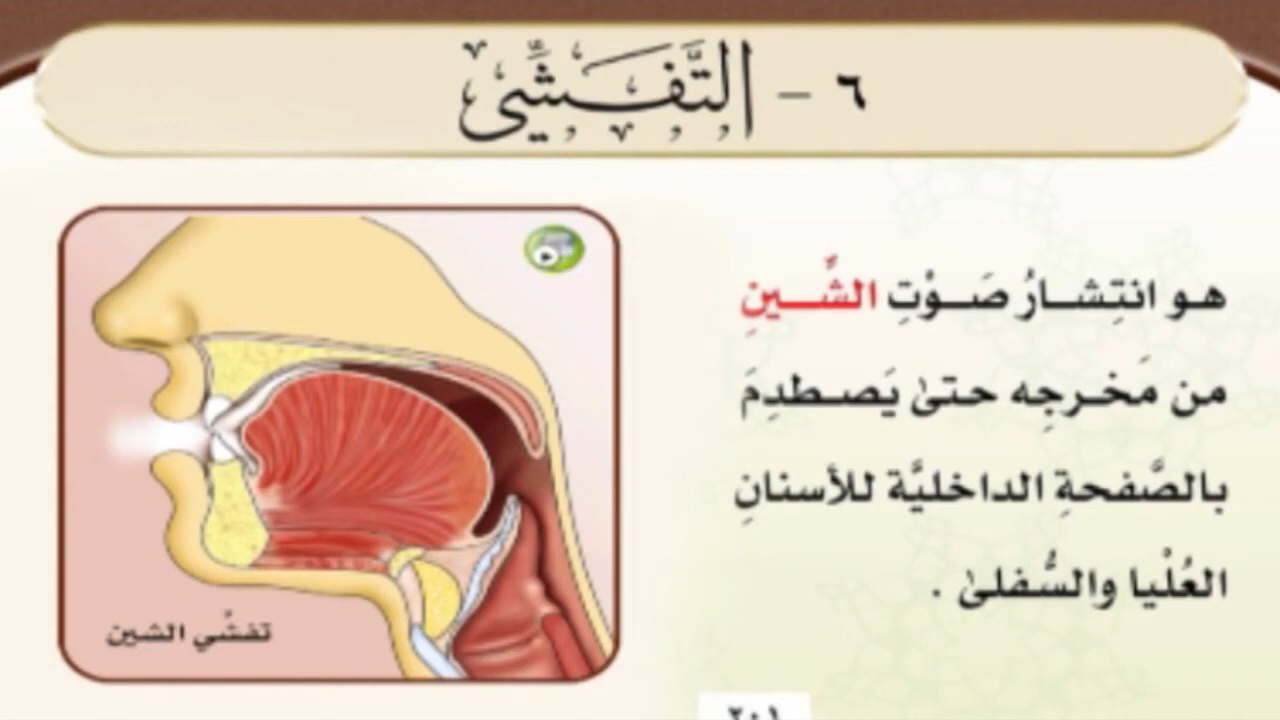 ٦ - التَّفَشِّي
هو انتِشارُ صَوْتِ الشِّينِ
من مَخرجِه حتىٰ يَصطدِمَ
بالصَّفحةِ الداخليَّة للأسنانِ
العُلْيا والسُّفلىٰ .
تفشِّي الشين